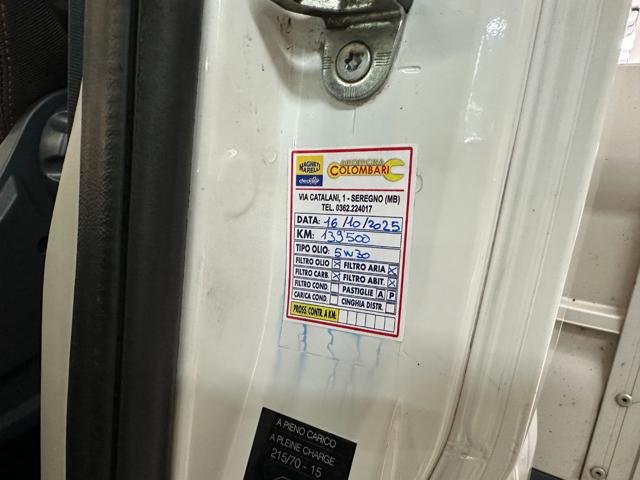 MAGNETI MARELLI
checkstar
AUTOFFICINA
COLOMBARI
VIA CATALANI, 1 - SEREGNO (MB)
TEL. 0362.224017
DATA: 16/10/2025
KM: 139500
TIPO OLIO: 5W30
FILTRO OLIO FILTRO ARIA
FILTRO CARB. FILTRO ABIT.
FILTRO COND. PASTIGLIE A P
CARICA COND. CINGHIA DISTR.
PROSS. CONTR. A KM.
A PIENO CARICO
A PLEINE CHARGE
215/70 - 15